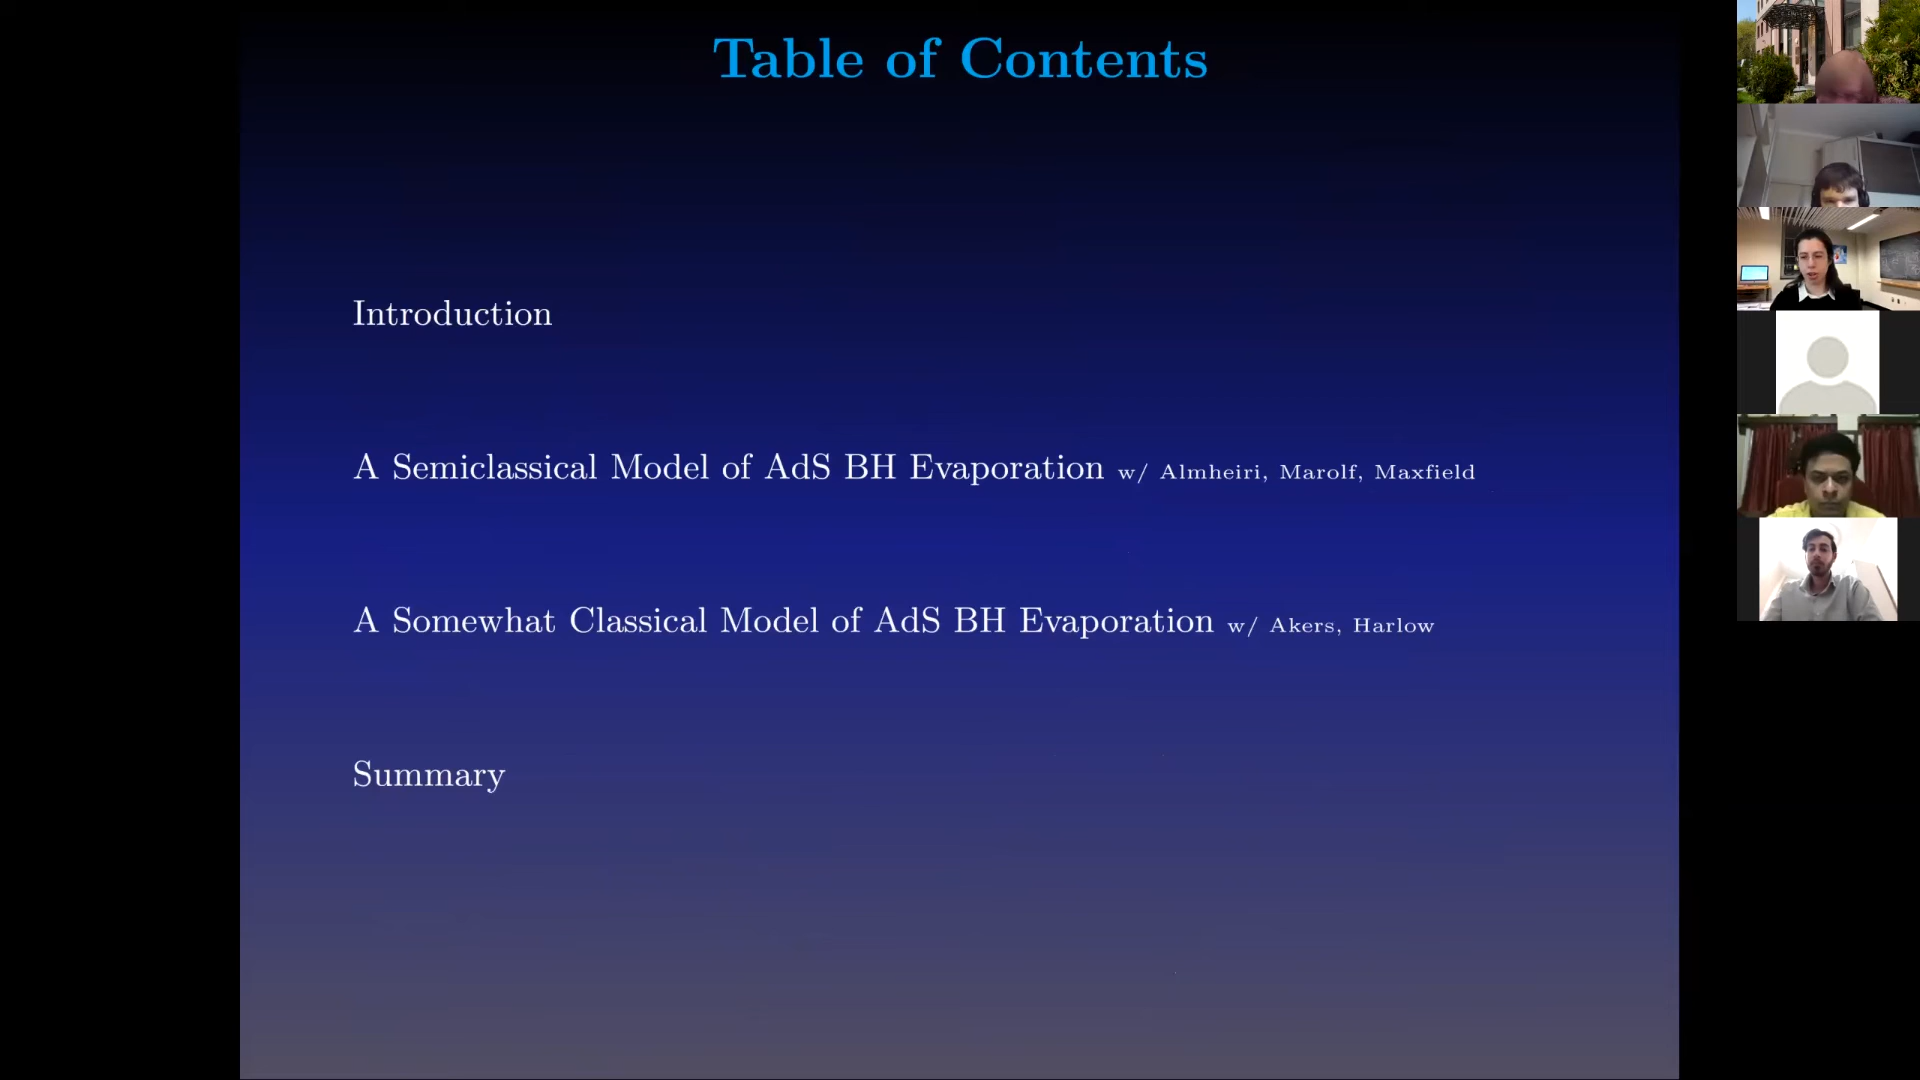 Table of Contents
Introduction
A Semiclassical Model of AdS BH Evaporation w/ Almheiri, Marolf, Maxfield
A Somewhat Classical Model of AdS BH Evaporation w/ Akers, Harlow
Summary